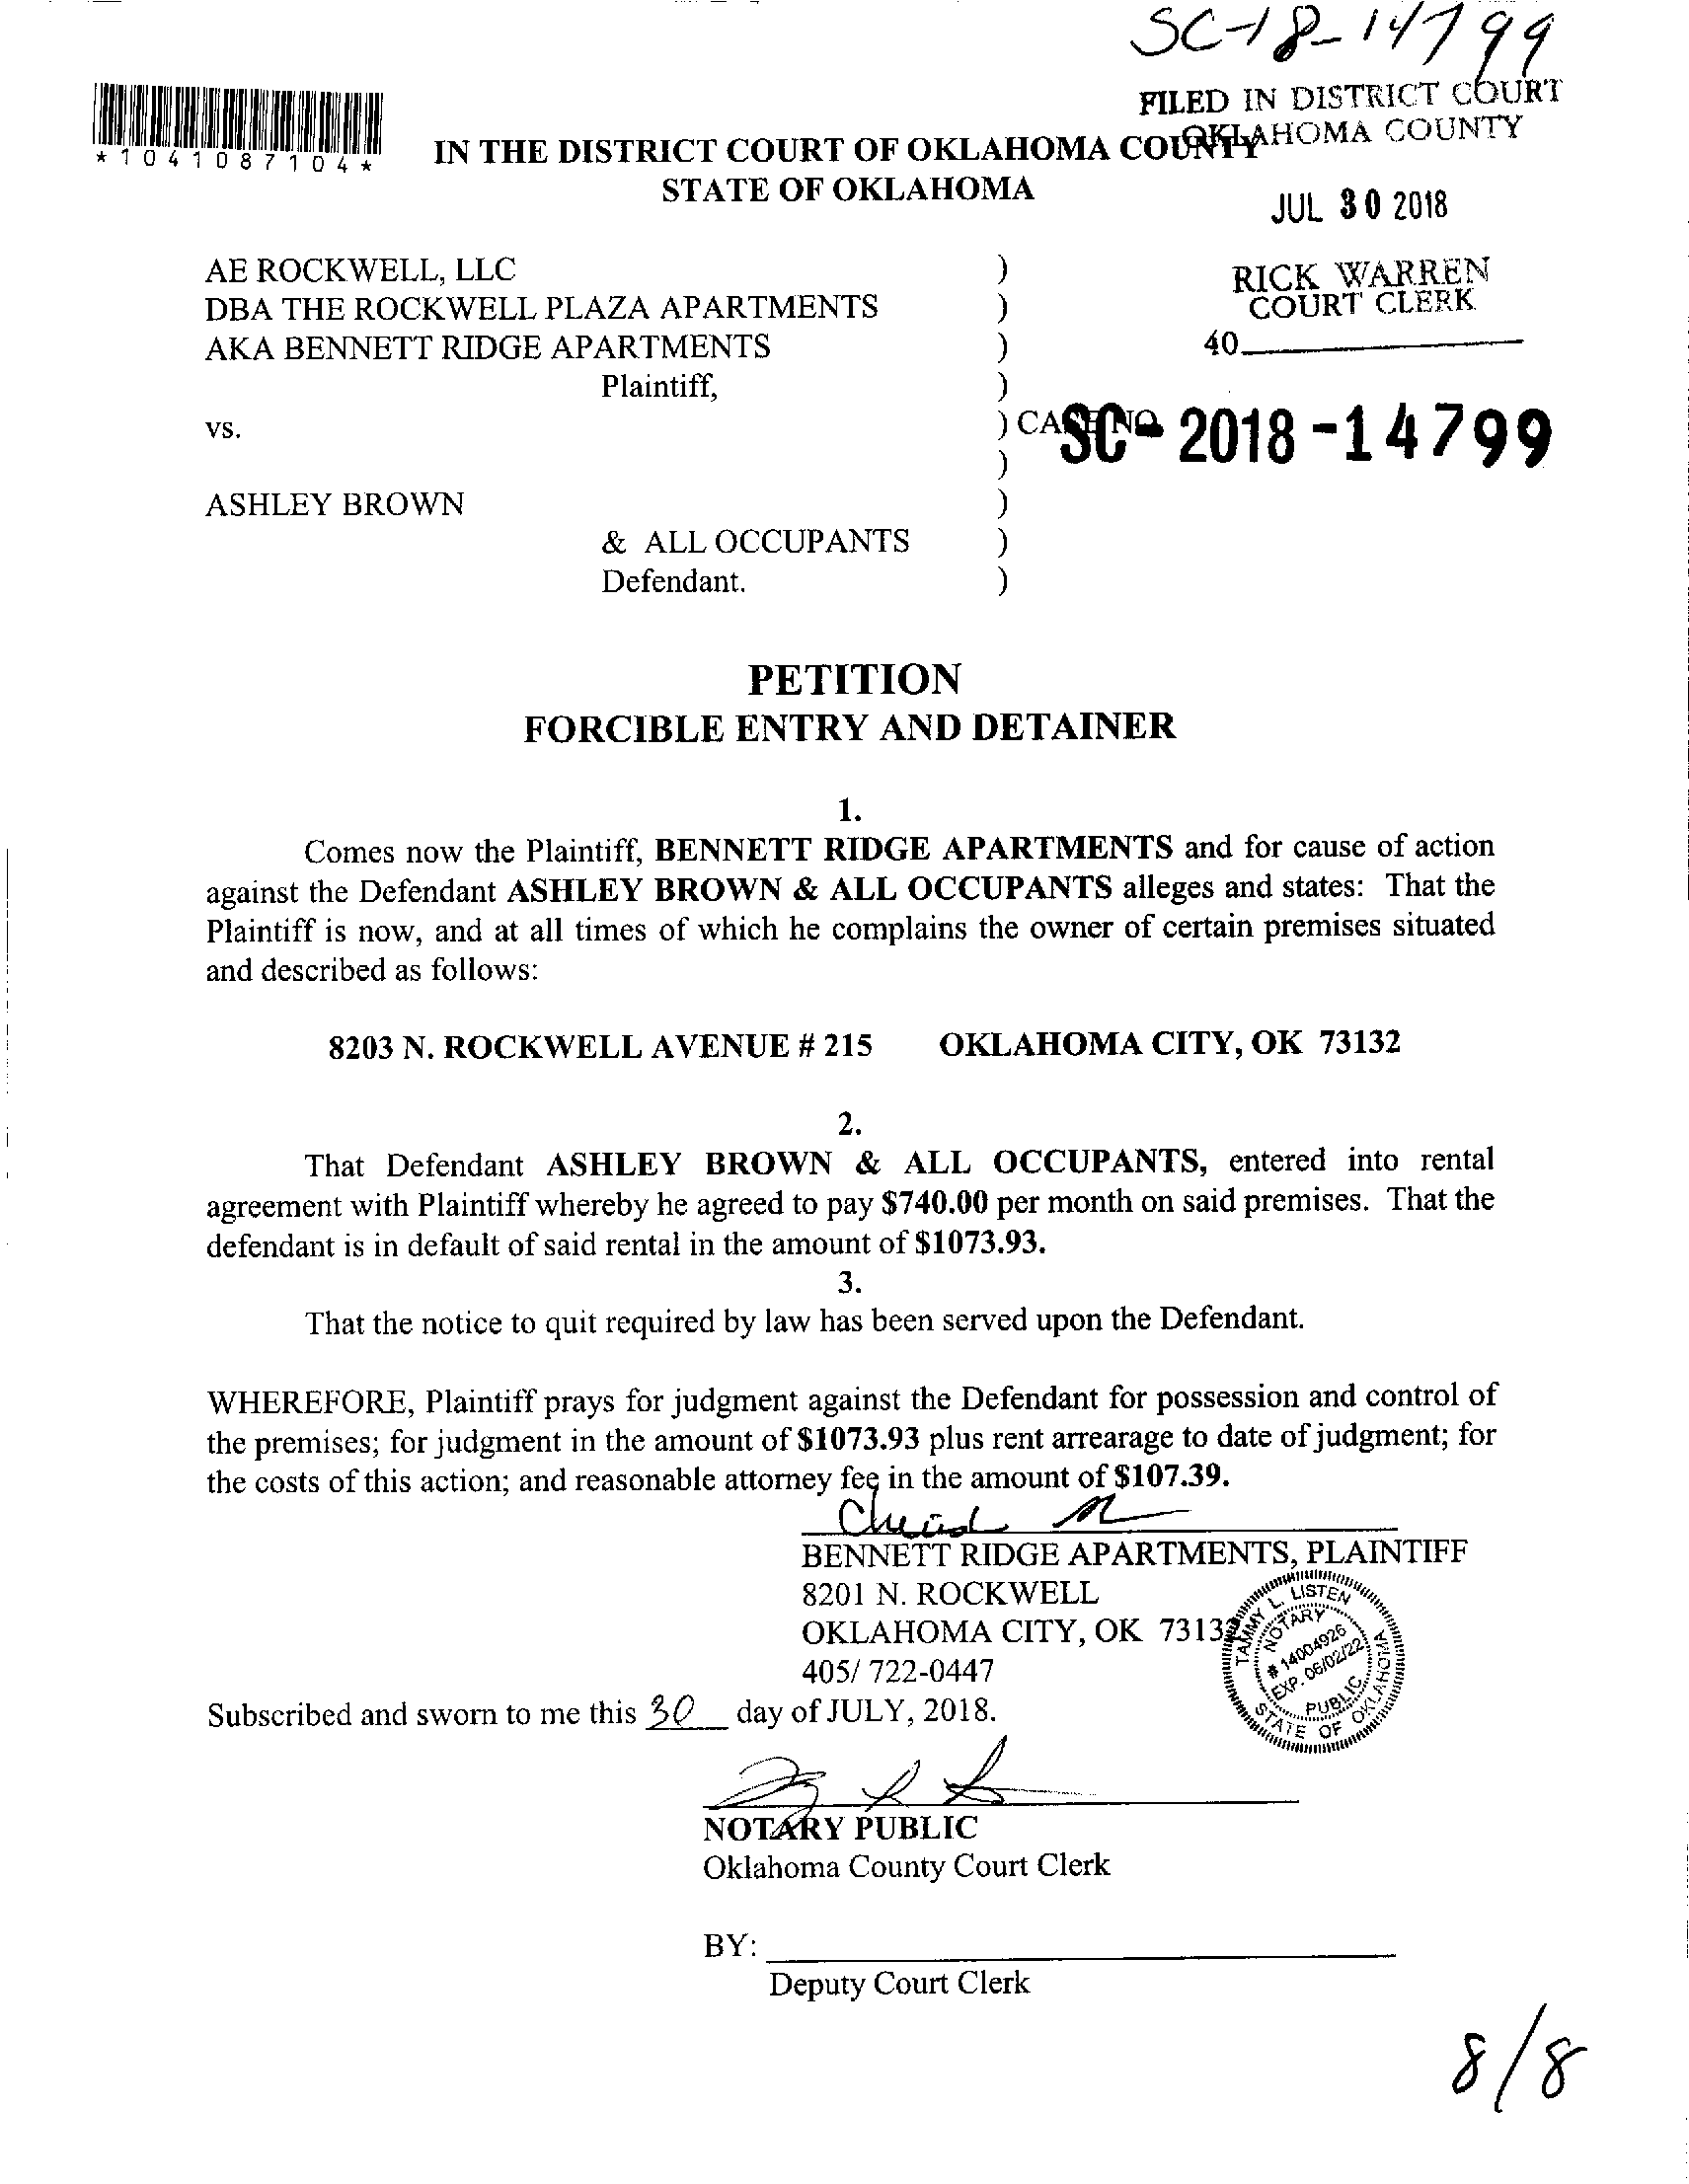 SC-18-14799
FILED IN DISTRICT COURT
OKLAHOMA COUNTY
*1041087104*
IN THE DISTRICT COURT OF OKLAHOMA COUNTY
STATE OF OKLAHOMA
JUL 30 2018
RICK WARREN
COURT CLERK
40
AE ROCKWELL, LLC )
DBA THE ROCKWELL PLAZA APARTMENTS )
AKA BENNETT RIDGE APARTMENTS )
Plaintiff, )
vs. ) CASE NO. SC- 2018-14799
)
ASHLEY BROWN )
& ALL OCCUPANTS )
Defendant. )
PETITION
FORCIBLE ENTRY AND DETAINER
1.
Comes now the Plaintiff, BENNETT RIDGE APARTMENTS and for cause of action
against the Defendant ASHLEY BROWN & ALL OCCUPANTS alleges and states: That the
Plaintiff is now, and at all times of which he complains the owner of certain premises situated
and described as follows:
8203 N. ROCKWELL AVENUE # 215 OKLAHOMA CITY, OK 73132
2.
That Defendant ASHLEY BROWN & ALL OCCUPANTS, entered into rental
agreement with Plaintiff whereby he agreed to pay $740.00 per month on said premises. That the
defendant is in default of said rental in the amount of $1073.93.
3.
That the notice to quit required by law has been served upon the Defendant.
WHEREFORE, Plaintiff prays for judgment against the Defendant for possession and control of
the premises; for judgment in the amount of $1073.93 plus rent arrearage to date of judgment; for
the costs of this action; and reasonable attorney fee in the amount of $107.39.
BENNETT RIDGE APARTMENTS, PLAINTIFF
8201 N. ROCKWELL
OKLAHOMA CITY, OK 73132
405/ 722-0447
TAMMY L. LISTEN
NOTARY
# 14004926
EXP. 06/02/22
PUBLIC
STATE OF OKLAHOMA
Subscribed and sworn to me this 30 day of JULY, 2018.
NOTARY PUBLIC
Oklahoma County Court Clerk
BY:
Deputy Court Clerk
8/8